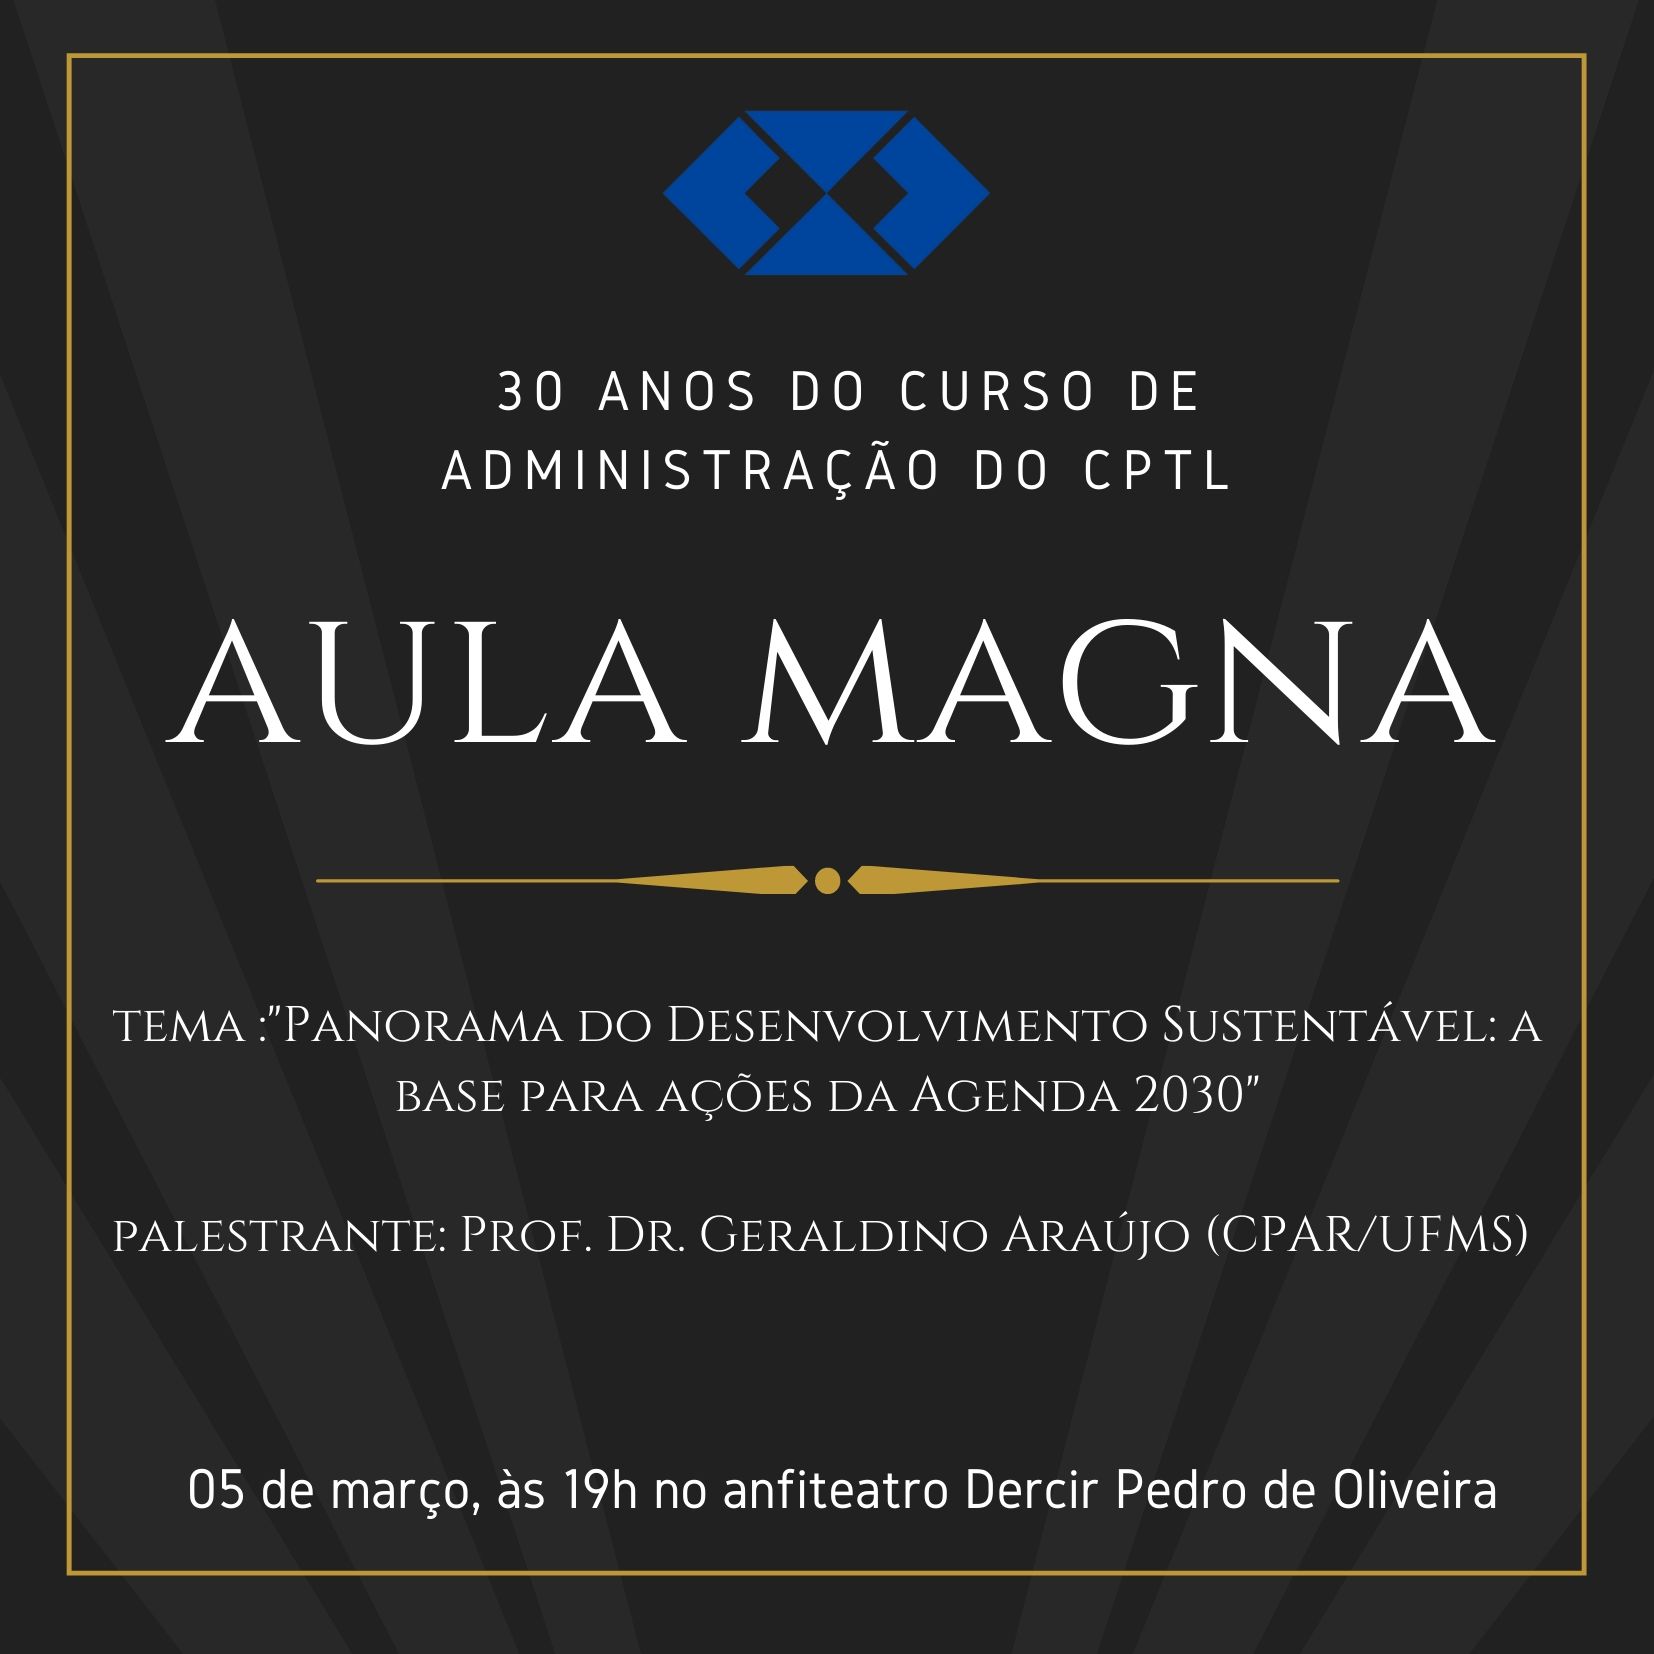 30 ANOS DO CURSO DE
ADMINISTRAÇÃO DO CPTL
AULA MAGNA
TEMA :"PANORAMA DO DESENVOLVIMENTO SUSTENTÁVEL: A
BASE PARA AÇÕES DA AGENDA 2030"
PALESTRANTE: PROF. DR. GERALDINO ARAÚJO (CPAR/UFMS)
05 de março, às 19h no anfiteatro Dercir Pedro de Oliveira